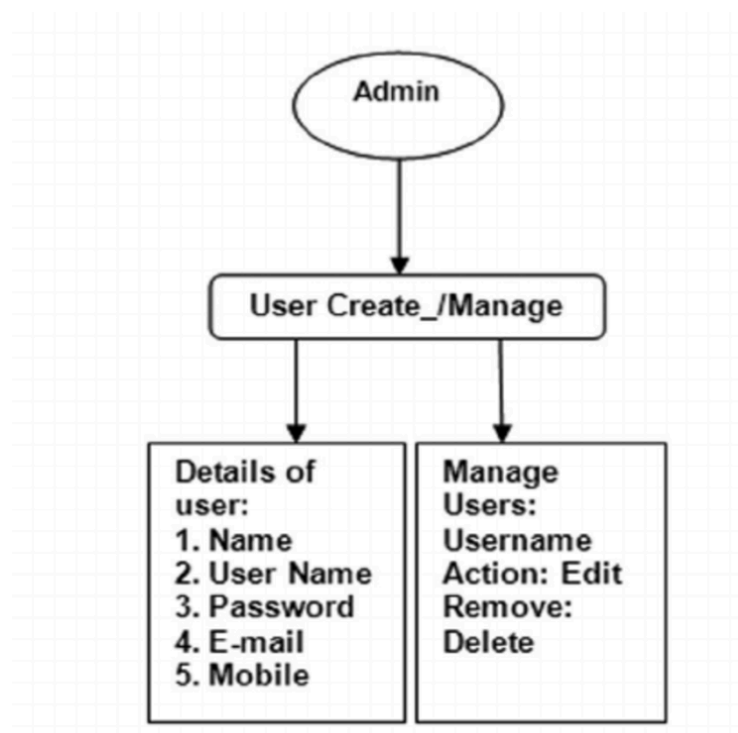 Admin
User Create_/Manage
Details of
user:
1. Name
2. User Name
3. Password
4. E-mail
5. Mobile
Manage
Users:
Username
Action: Edit
Remove:
Delete